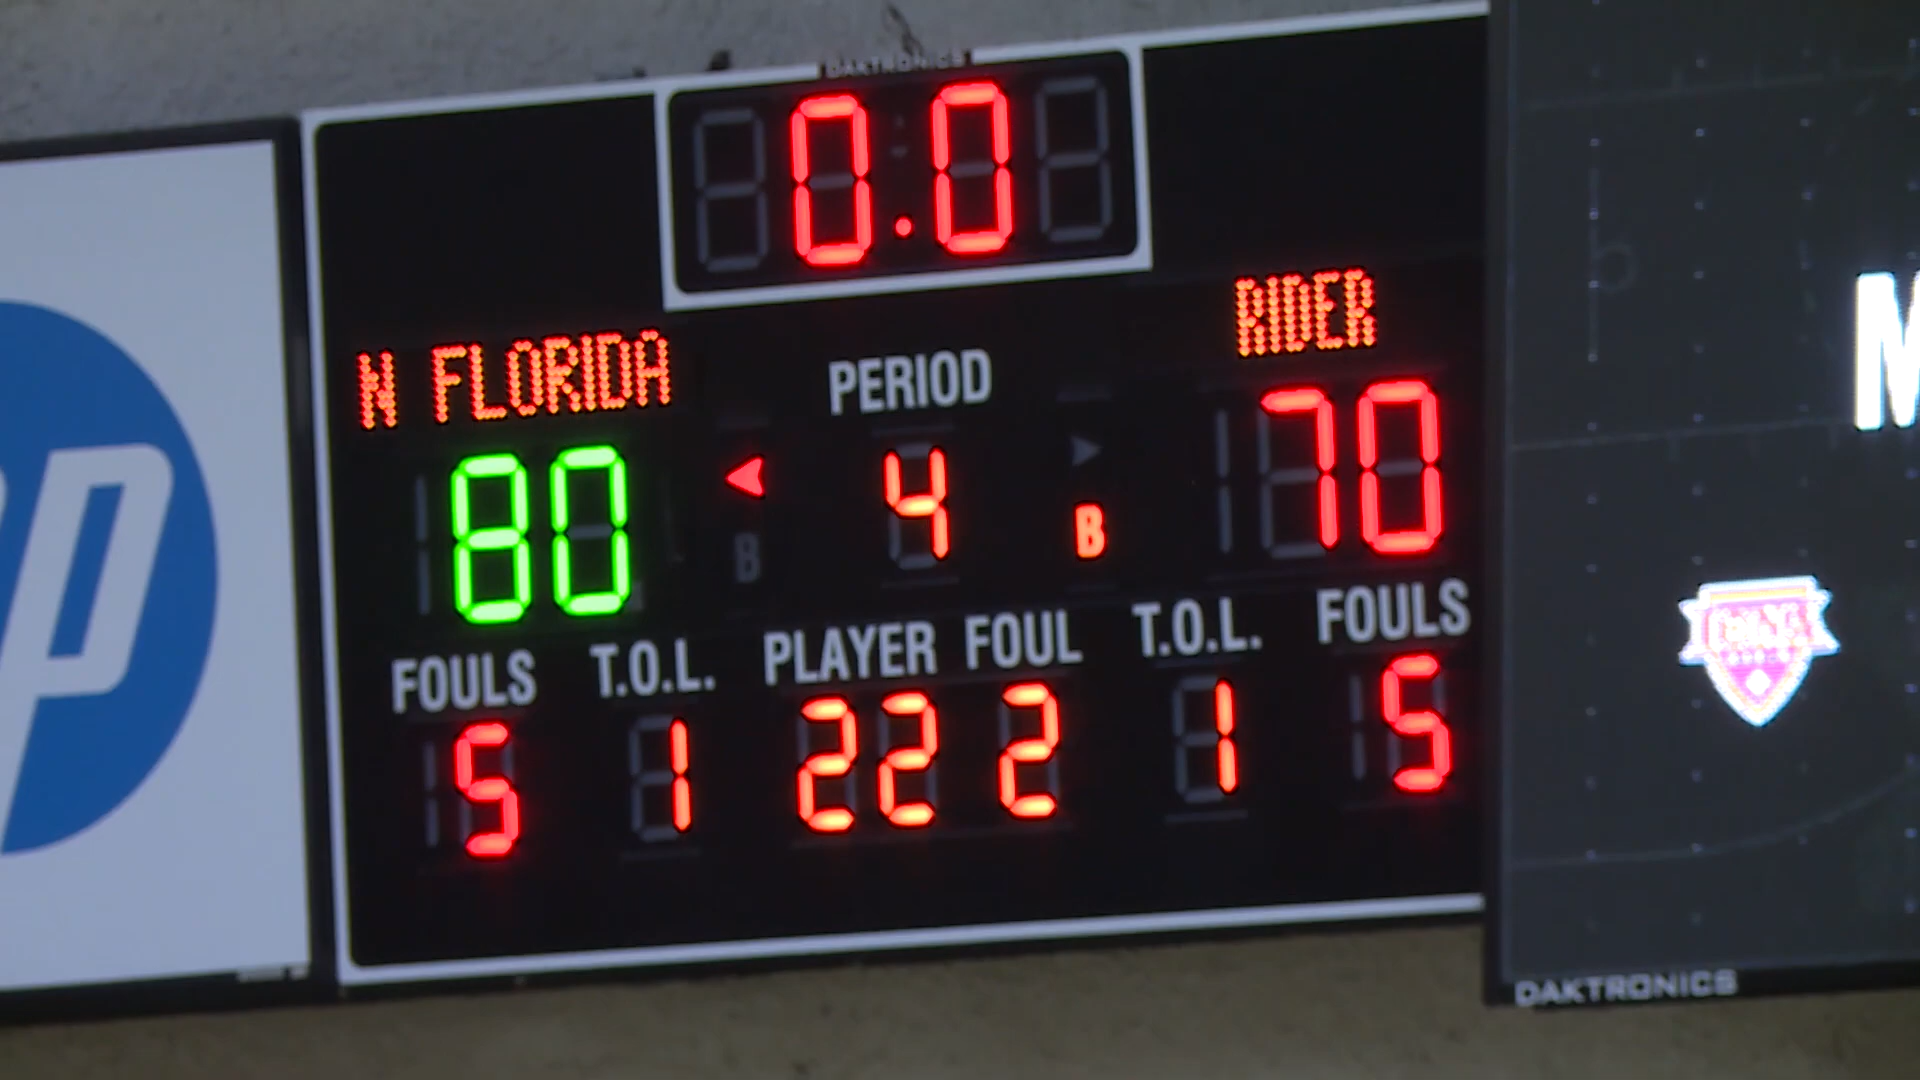 DAKTRONICS
0.0
N FLORIDA
RIDER
PERIOD
80 4 B 70
FOULS T.O.L. PLAYER FOUL T.O.L. FOULS
5 1 22 2 1 5
hp
M
DAKTRONICS